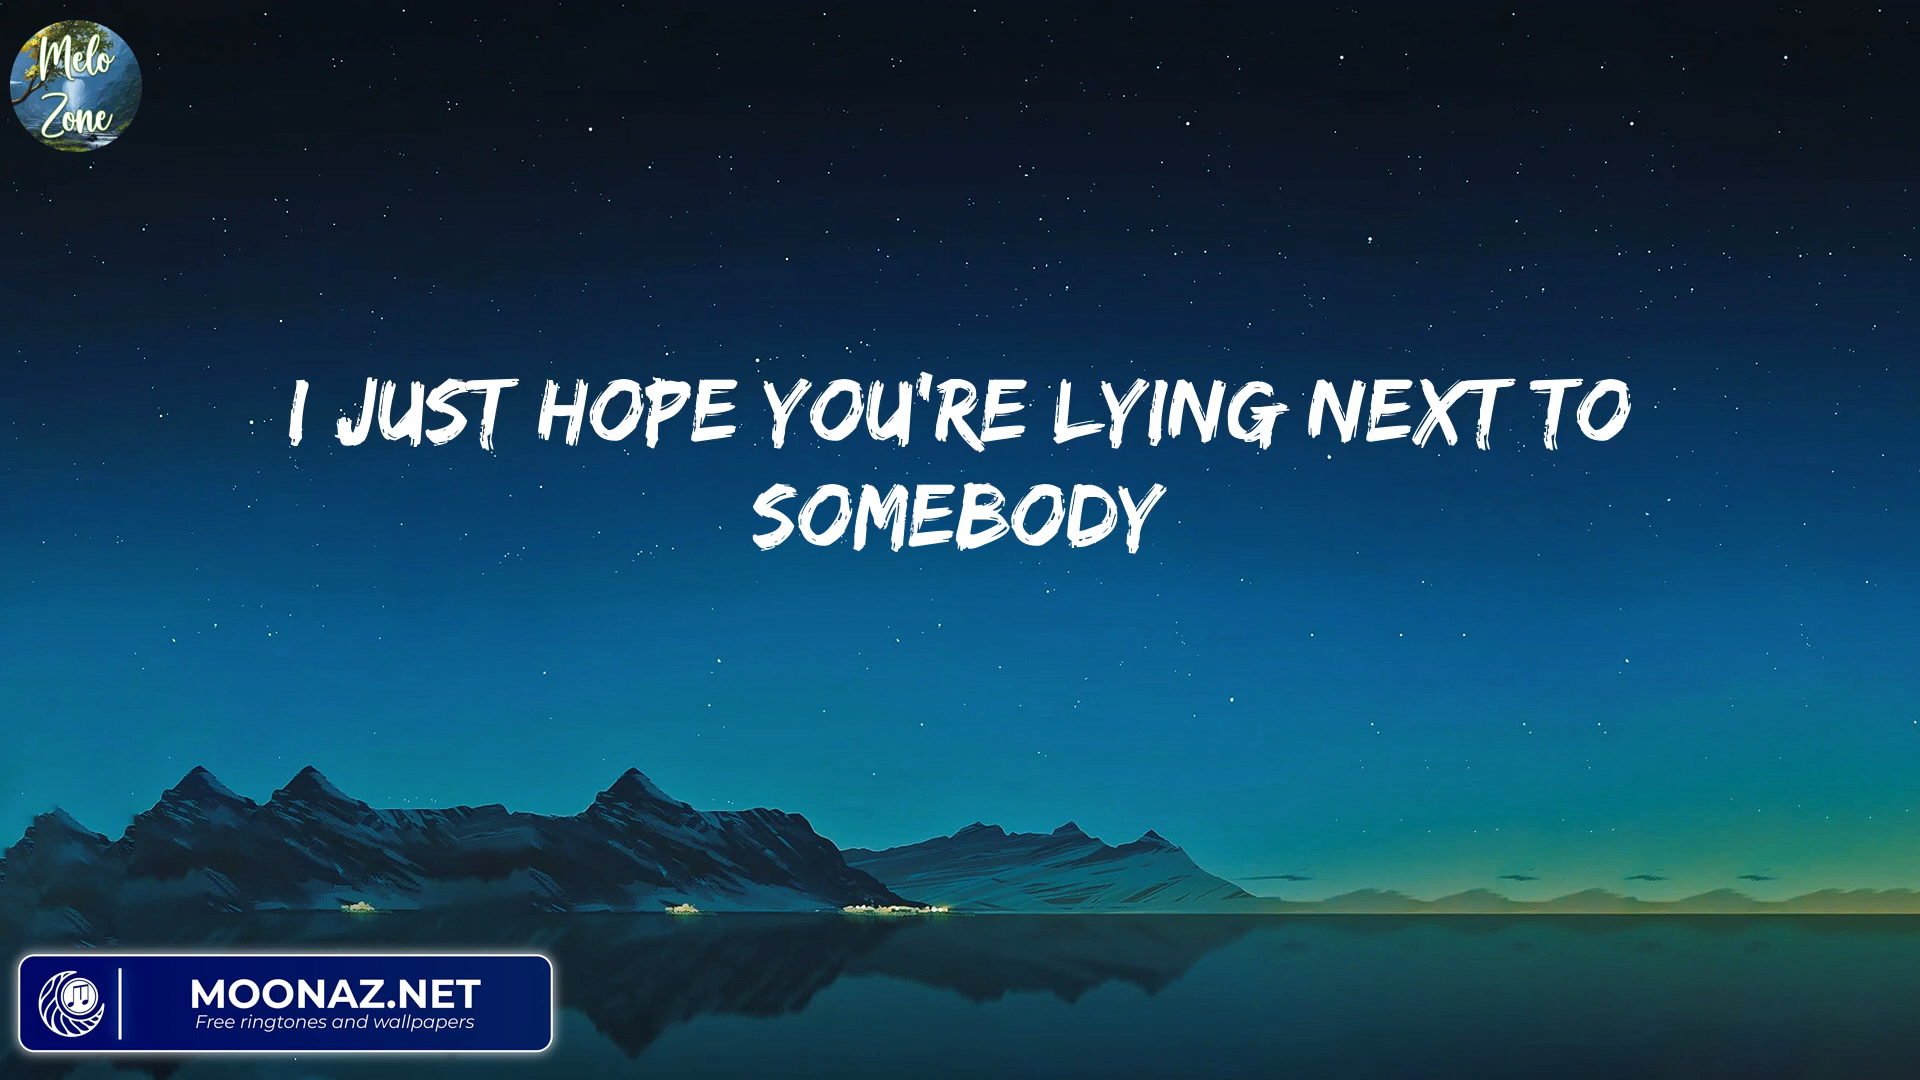 Melo
Zone
I JUST HOPE YOU'RE LYING NEXT TO
SOMEBODY
MOONAZ.NET
Free ringtones and wallpapers